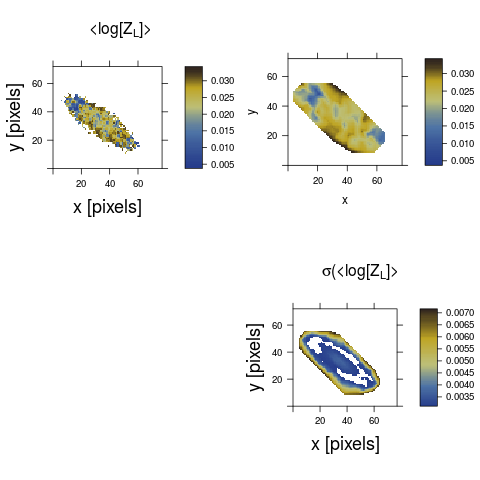 <log[Z_L]>
y [pixels]
60
40
20
20 40 60
x [pixels]
0.030
0.025
0.020
0.015
0.010
0.005
y
60
40
20
20 40 60
x
0.030
0.025
0.020
0.015
0.010
0.005
σ(<log[Z_L]>
y [pixels]
60
40
20
20 40 60
x [pixels]
0.0070
0.0065
0.0060
0.0055
0.0050
0.0045
0.0040
0.0035